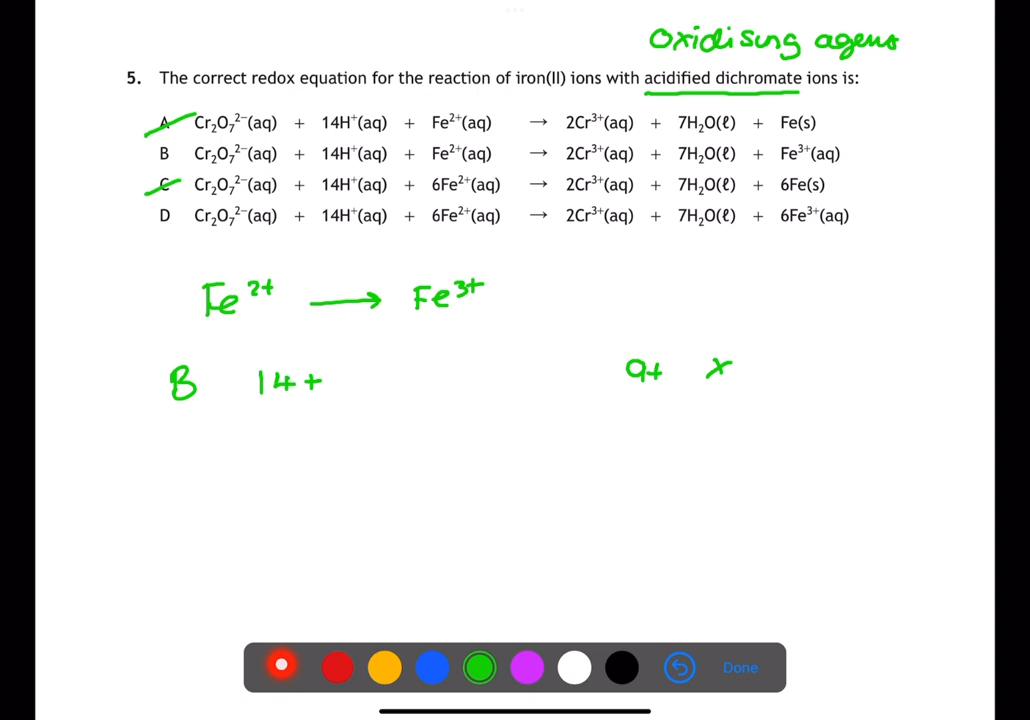 Oxidising agent
5. The correct redox equation for the reaction of iron(II) ions with acidified dichromate ions is:
A Cr₂O₇²⁻(aq) + 14H⁺(aq) + Fe²⁺(aq) → 2Cr³⁺(aq) + 7H₂O(ℓ) + Fe(s)
B Cr₂O₇²⁻(aq) + 14H⁺(aq) + Fe²⁺(aq) → 2Cr³⁺(aq) + 7H₂O(ℓ) + Fe³⁺(aq)
C Cr₂O₇²⁻(aq) + 14H⁺(aq) + 6Fe²⁺(aq) → 2Cr³⁺(aq) + 7H₂O(ℓ) + 6Fe(s)
D Cr₂O₇²⁻(aq) + 14H⁺(aq) + 6Fe²⁺(aq) → 2Cr³⁺(aq) + 7H₂O(ℓ) + 6Fe³⁺(aq)
Fe²⁺ → Fe³⁺
B 14+ 9+ x
Done